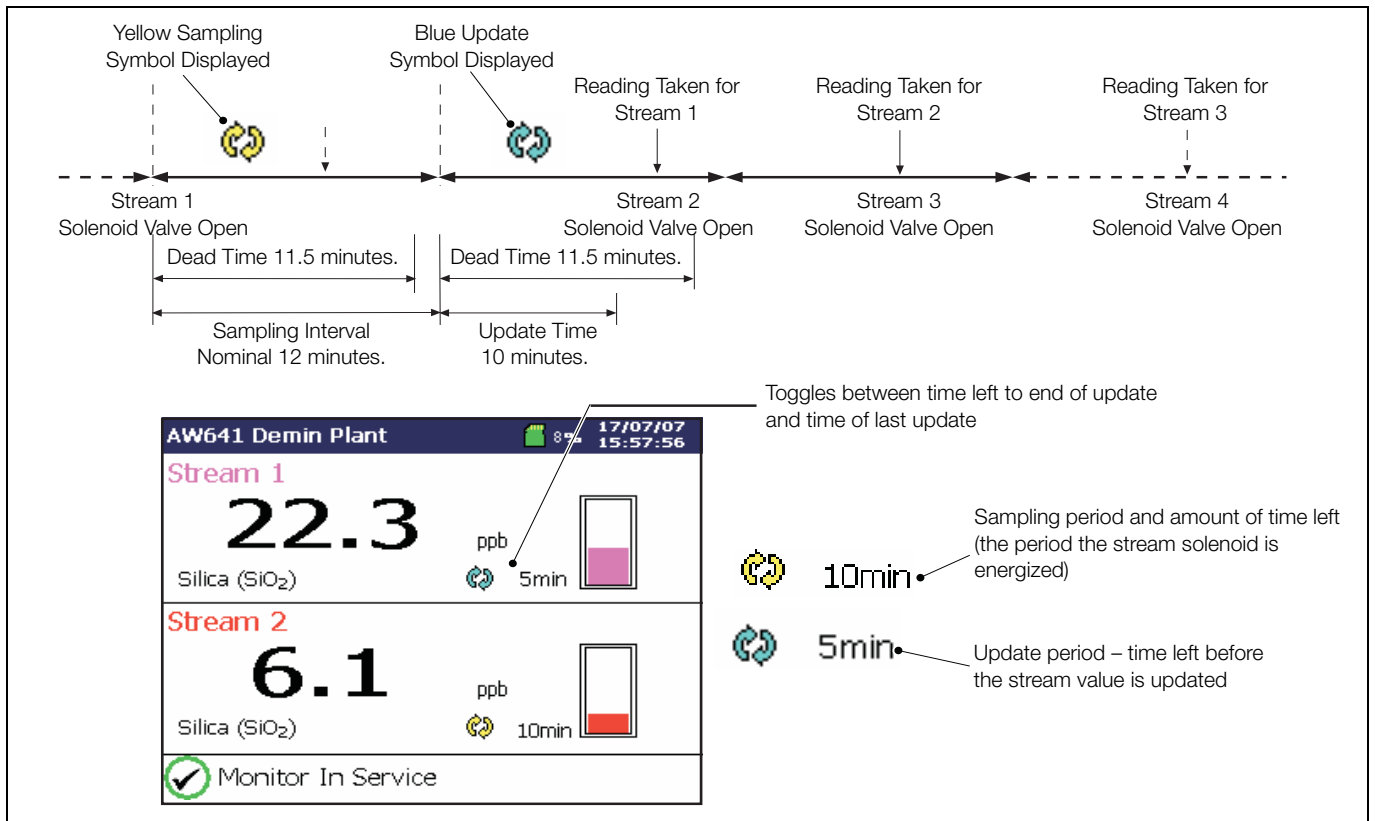 Yellow Sampling
Symbol Displayed
Blue Update
Symbol Displayed
Reading Taken for
Stream 1
Reading Taken for
Stream 2
Reading Taken for
Stream 3
Stream 1
Solenoid Valve Open
Stream 2
Solenoid Valve Open
Stream 3
Solenoid Valve Open
Stream 4
Solenoid Valve Open
Dead Time 11.5 minutes.
Dead Time 11.5 minutes.
Sampling Interval
Nominal 12 minutes.
Update Time
10 minutes.
Toggles between time left to end of update
and time of last update
AW641 Demin Plant
8%
17/07/07
15:57:56
Stream 1
22.3
ppb
Silica (SiO₂)
5min
Stream 2
6.1
ppb
Silica (SiO₂)
10min
Monitor In Service
10min
Sampling period and amount of time left
(the period the stream solenoid is
energized)
5min
Update period – time left before
the stream value is updated